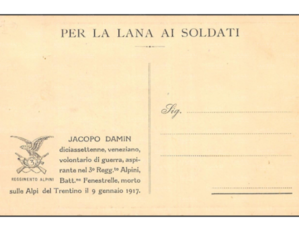 PER LA LANA AI SOLDATI
Sig.
JACOPO DAMIN
diciassettenne, veneziano,
volontario di guerra, aspi-
rante nel 3º Regg.to Alpini,
Batt.ne Fenestrelle, morto
sulle Alpi del Trentino il 9 gennaio 1917.
REGGIMENTO ALPINI